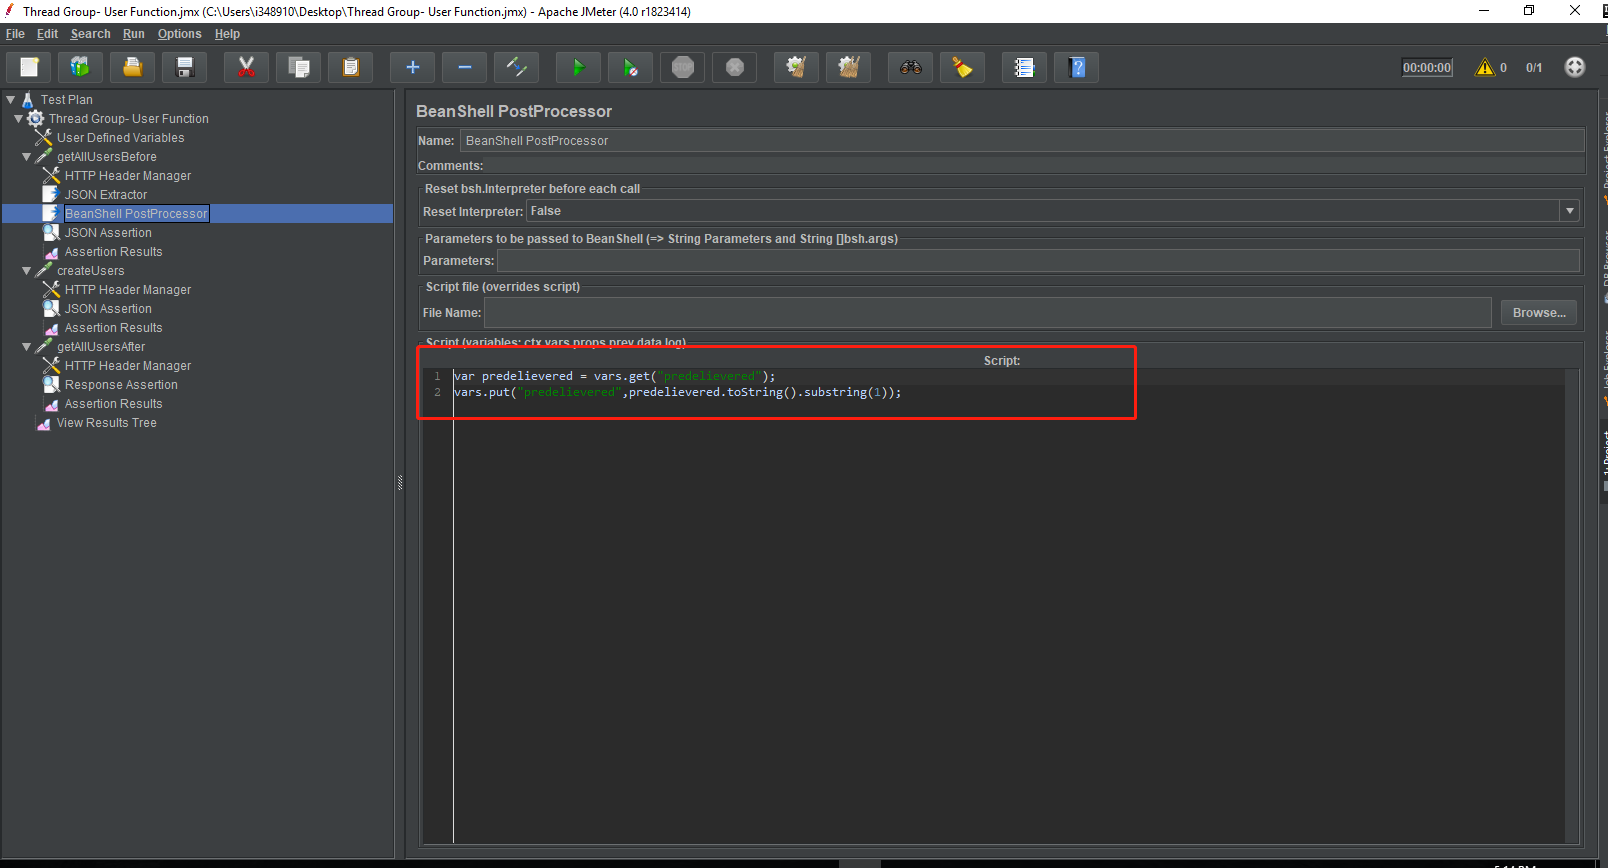 Thread Group- User Function.jmx (C:\Users\i348910\Desktop\Thread Group- User Function.jmx) - Apache JMeter (4.0 r1823414)
File Edit Search Run Options Help
STOP
00:00:00 0 0/1
Test Plan
Thread Group- User Function
User Defined Variables
getAllUsersBefore
HTTP Header Manager
JSON Extractor
BeanShell PostProcessor
JSON Assertion
Assertion Results
createUsers
HTTP Header Manager
JSON Assertion
Assertion Results
getAllUsersAfter
HTTP Header Manager
Response Assertion
Assertion Results
View Results Tree
BeanShell PostProcessor
Name: BeanShell PostProcessor
Comments:
Reset bsh.Interpreter before each call
Reset Interpreter: False
Parameters to be passed to BeanShell (=> String Parameters and String []bsh.args)
Parameters:
Script file (overrides script)
File Name: Browse...
Script (variables: ctx vars props prev data log)
Script:
1 var predelievered = vars.get("predelievered");
2 vars.put("predelievered",predelievered.toString().substring(1));